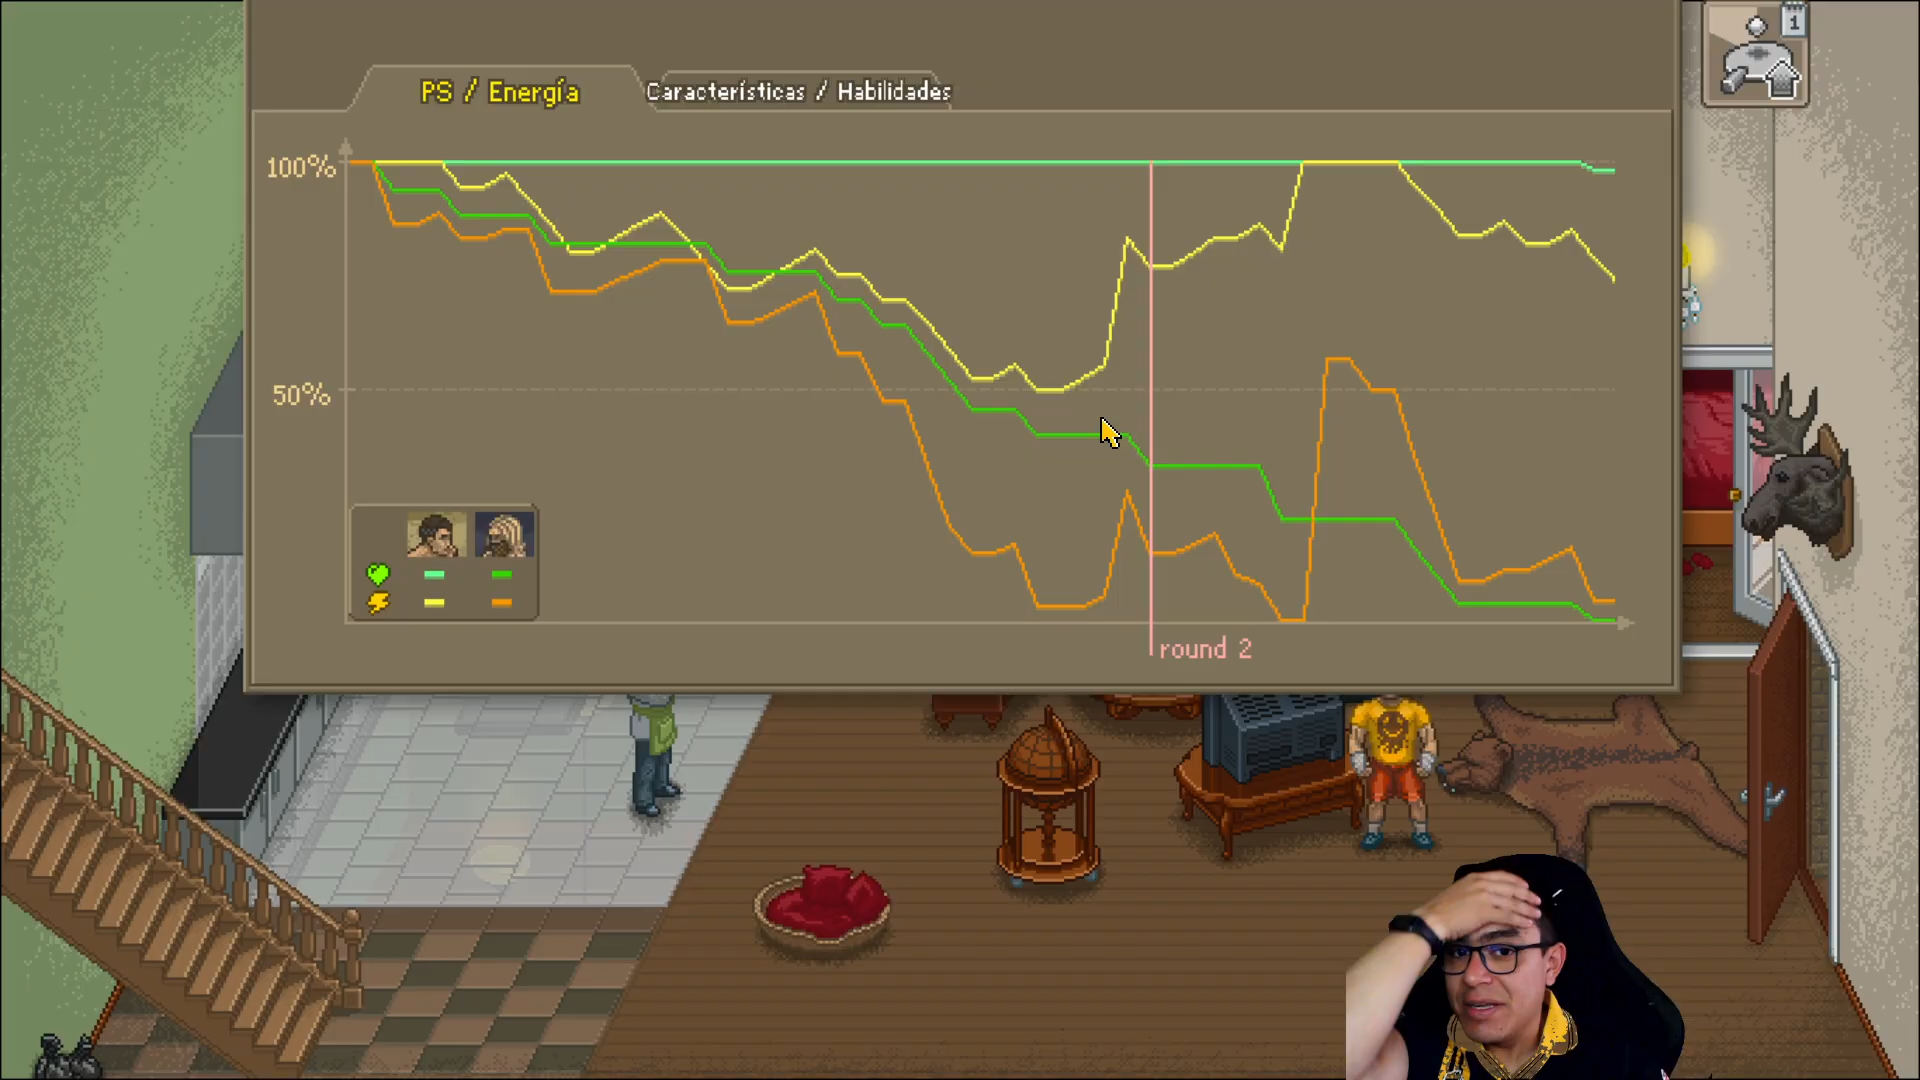 1
PS / Energía
Características / Habilidades
100%
50%
round 2